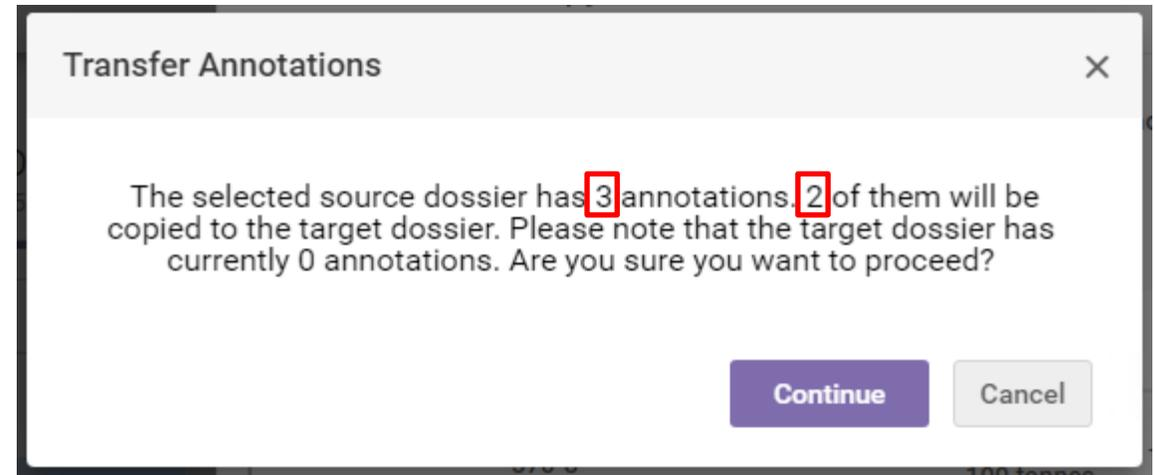 Transfer Annotations
The selected source dossier has 3 annotations. 2 of them will be
copied to the target dossier. Please note that the target dossier has
currently 0 annotations. Are you sure you want to proceed?
Continue
Cancel